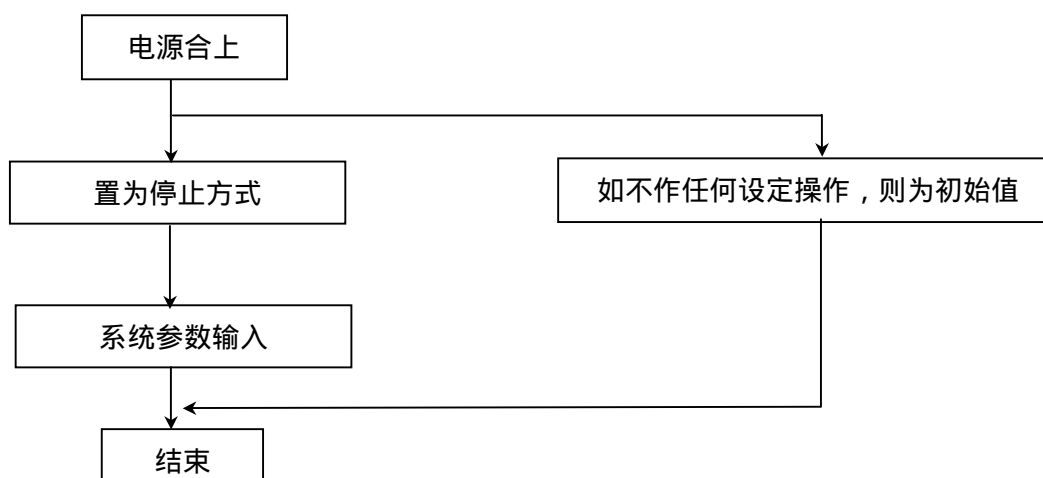 电源合上
置为停止方式
如不作任何设定操作，则为初始值
系统参数输入
结束